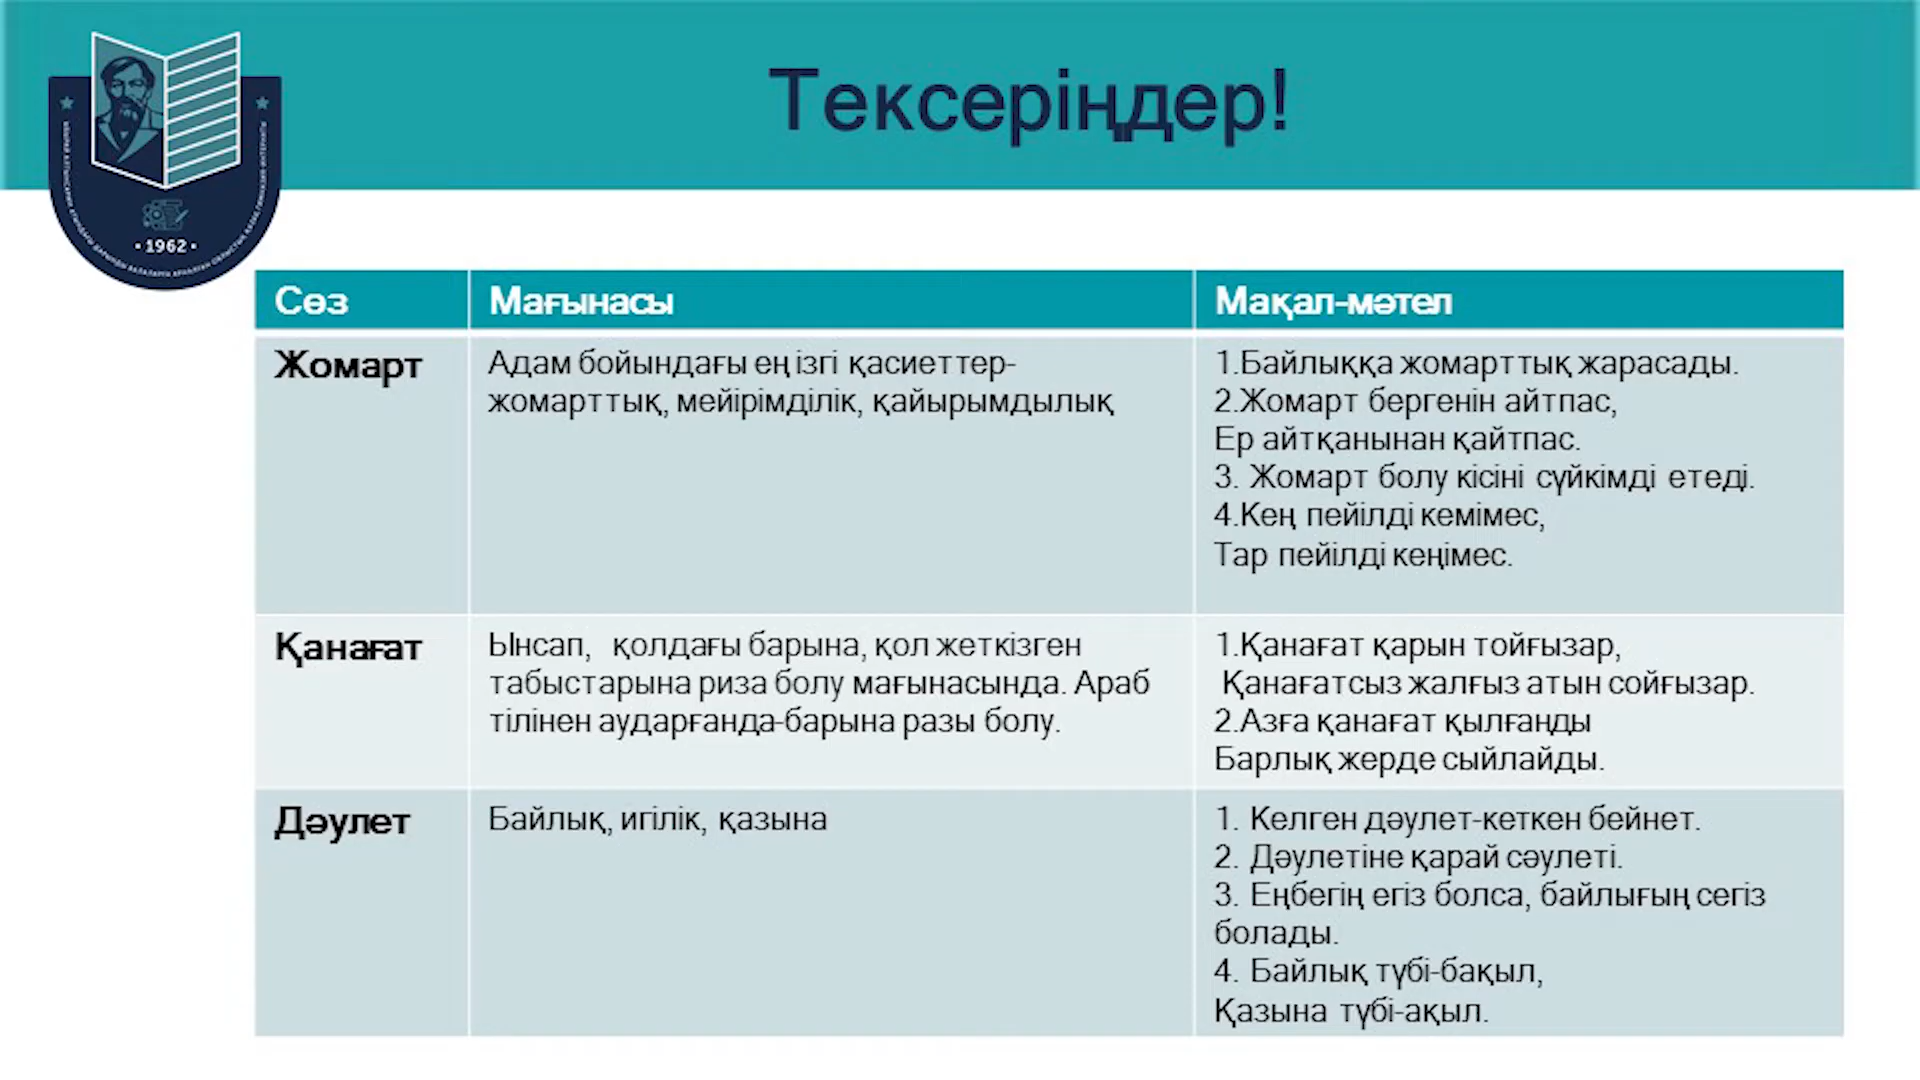 Тексеріңдер!
• 1962 •
Сөз
Мағынасы
Мақал-мәтел
Жомарт
Адам бойындағы ең ізгі қасиеттер-
жомарттық, мейірімділік, қайырымдылық
1.Байлыққа жомарттық жарасады.
2.Жомарт бергенін айтпас,
Ер айтқанынан қайтпас.
3. Жомарт болу кісіні сүйкімді етеді.
4.Кең пейілді кемімес,
Тар пейілді кеңімес.
Қанағат
Ынсап, қолдағы барына, қол жеткізген
табыстарына риза болу мағынасында. Араб
тілінен аударғанда-барына разы болу.
1.Қанағат қарын тойғызар,
Қанағатсыз жалғыз атын сойғызар.
2.Азға қанағат қылғанды
Барлық жерде сыйлайды.
Дәулет
Байлық, игілік, қазына
1. Келген дәулет-кеткен бейнет.
2. Дәулетіне қарай сәулеті.
3. Еңбегің егіз болса, байлығың сегіз
болады.
4. Байлық түбі-бақыл,
Қазына түбі-ақыл.